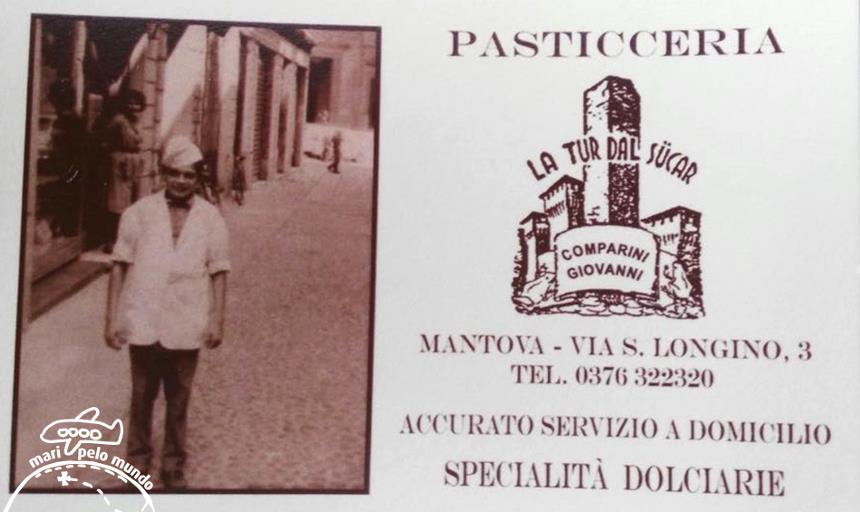 PASTICCERIA
LA TUR DAL SÜCAR
COMPARINI
GIOVANNI
MANTOVA - VIA S. LONGINO, 3
TEL. 0376 322320
ACCURATO SERVIZIO A DOMICILIO
SPECIALITÀ DOLCIARIE
mari pelo mundo